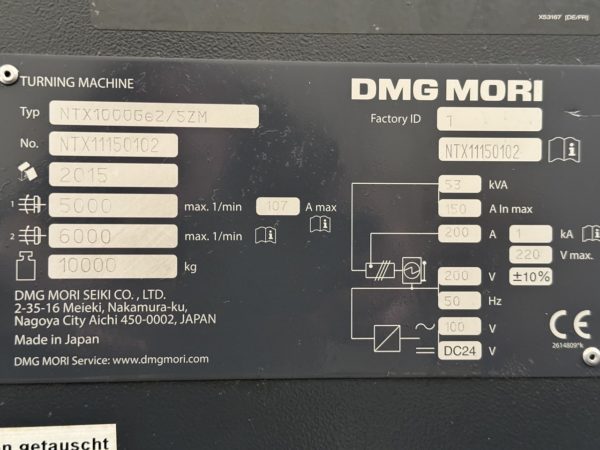 X53167 [DE/FR]
TURNING MACHINE
DMG MORI
Typ NTX1000Ge2/SZM
Factory ID 1
No. NTX11150102
NTX11150102
2015
53 kVA
1 5000 max. 1/min 107 A max
150 A In max
2 6000 max. 1/min
200 A 1 kA
220 V max.
10000 kg
200 V ±10%
50 Hz
DMG MORI SEIKI CO., LTD.
2-35-16 Meieki, Nakamura-ku,
Nagoya City Aichi 450-0002, JAPAN
Made in Japan
DMG MORI Service: www.dmgmori.com
100 V
DC24 V
CE
2614809*k
getauscht